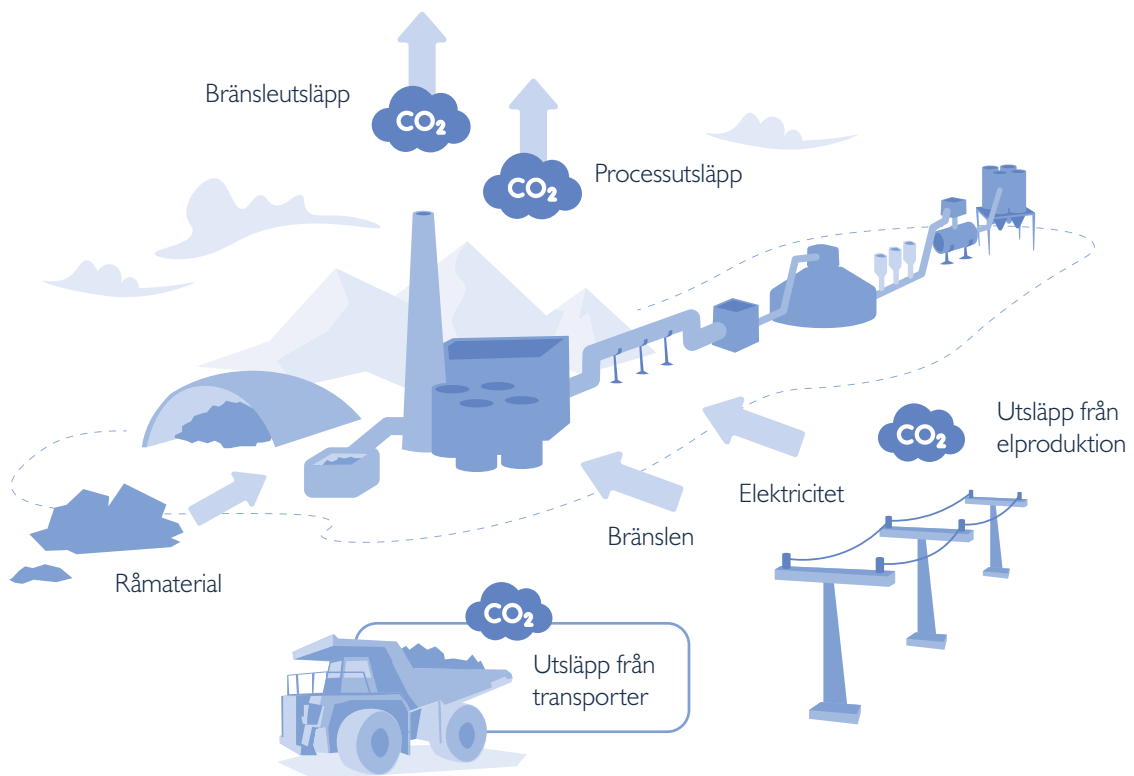 Bränsleutsläpp
CO₂
Processutsläpp
CO₂
Utsläpp från
elproduktion
CO₂
Elektricitet
Bränslen
Råmaterial
CO₂
Utsläpp från
transporter